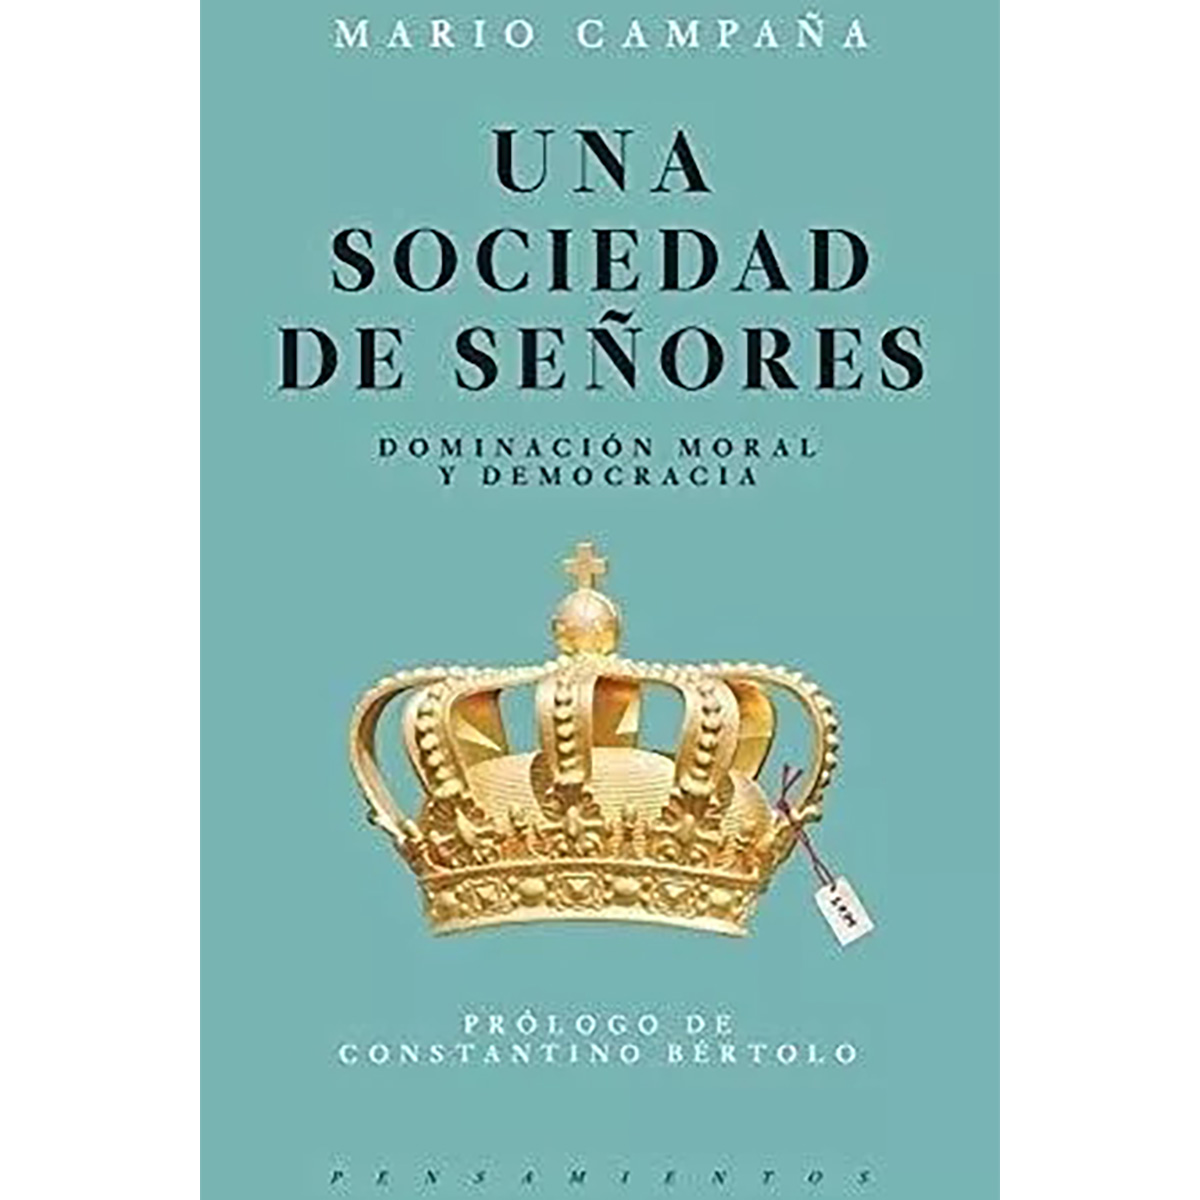 MARIO CAMPAÑA
UNA
SOCIEDAD
DE SEÑORES
DOMINACIÓN MORAL
Y DEMOCRACIA
PRÓLOGO DE
CONSTANTINO BÉRTOLO
PENSAMIENTOS